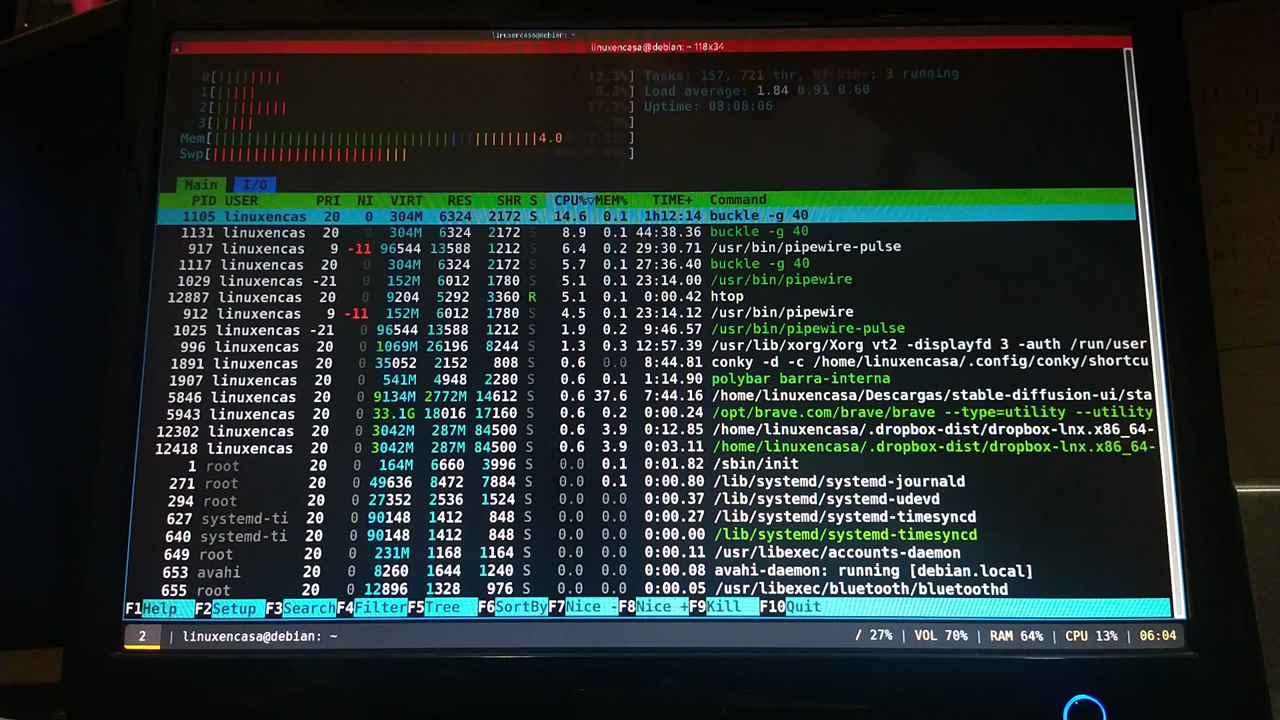 linuxencasa@debian: ~
linuxencasa@debian: ~ 118x34
0[ 12.3%] Tasks: 157, 721 thr, 97 kthr; 3 running
1[ 8.3%] Load average: 1.84 0.91 0.60
2[ 17.2%] Uptime: 08:08:06
3[ ]
Mem[ 4.0 ]
Swp[ ]
Main I/O
PID USER PRI NI VIRT RES SHR S CPU%▽MEM% TIME+ Command
1105 linuxencas 20 0 304M 6324 2172 S 14.6 0.1 1h12:14 buckle -g 40
1131 linuxencas 20 0 304M 6324 2172 S 8.9 0.1 44:38.36 buckle -g 40
917 linuxencas 9 -11 96544 13588 1212 S 6.4 0.2 29:30.71 /usr/bin/pipewire-pulse
1117 linuxencas 20 0 304M 6324 2172 S 5.7 0.1 27:36.40 buckle -g 40
1029 linuxencas -21 0 152M 6012 1780 S 5.1 0.1 23:14.00 /usr/bin/pipewire
12887 linuxencas 20 0 9204 5292 3360 R 5.1 0.1 0:00.42 htop
912 linuxencas 9 -11 152M 6012 1780 S 4.5 0.1 23:14.12 /usr/bin/pipewire
1025 linuxencas -21 0 96544 13588 1212 S 1.9 0.2 9:46.57 /usr/bin/pipewire-pulse
996 linuxencas 20 0 1069M 26196 8244 S 1.3 0.3 12:57.39 /usr/lib/xorg/Xorg vt2 -displayfd 3 -auth /run/user
1891 linuxencas 20 0 35052 2152 808 S 0.6 0.0 8:44.81 conky -d -c /home/linuxencasa/.config/conky/shortcu
1907 linuxencas 20 0 541M 4948 2280 S 0.6 0.1 1:14.90 polybar barra-interna
5846 linuxencas 20 0 9134M 2772M 14612 S 0.6 37.6 7:44.16 /home/linuxencasa/Descargas/stable-diffusion-ui/sta
5943 linuxencas 20 0 33.1G 18016 17160 S 0.6 0.2 0:00.24 /opt/brave.com/brave/brave --type=utility --utility
12302 linuxencas 20 0 3042M 287M 84500 S 0.6 3.9 0:12.85 /home/linuxencasa/.dropbox-dist/dropbox-lnx.x86_64-
12418 linuxencas 20 0 3042M 287M 84500 S 0.6 3.9 0:03.11 /home/linuxencasa/.dropbox-dist/dropbox-lnx.x86_64-
1 root 20 0 164M 6660 3996 S 0.0 0.1 0:01.82 /sbin/init
271 root 20 0 49636 8472 7884 S 0.0 0.1 0:00.80 /lib/systemd/systemd-journald
294 root 20 0 27352 2536 1524 S 0.0 0.0 0:00.37 /lib/systemd/systemd-udevd
627 systemd-ti 20 0 90148 1412 848 S 0.0 0.0 0:00.27 /lib/systemd/systemd-timesyncd
640 systemd-ti 20 0 90148 1412 848 S 0.0 0.0 0:00.00 /lib/systemd/systemd-timesyncd
649 root 20 0 231M 1168 1164 S 0.0 0.0 0:00.11 /usr/libexec/accounts-daemon
653 avahi 20 0 8260 1644 1240 S 0.0 0.0 0:00.08 avahi-daemon: running [debian.local]
655 root 20 0 12896 1328 976 S 0.0 0.0 0:00.05 /usr/libexec/bluetooth/bluetoothd
F1Help F2Setup F3Search F4Filter F5Tree F6SortBy F7Nice - F8Nice + F9Kill F10Quit
2 | linuxencasa@debian: ~ / 27% | VOL 70% | RAM 64% | CPU 13% | 06:04